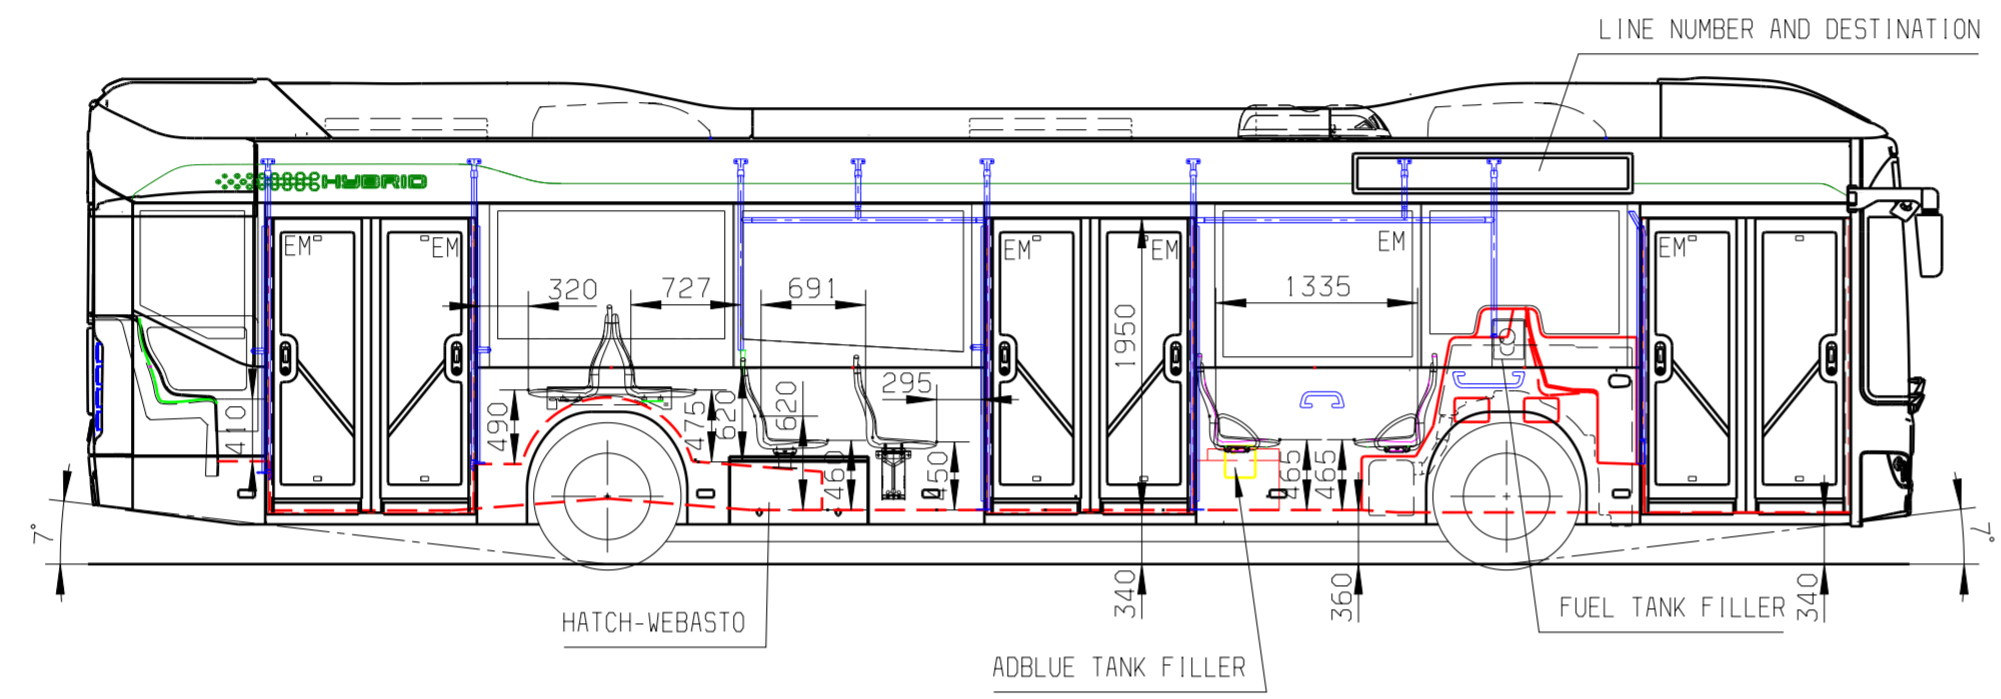 LINE NUMBER AND DESTINATION
HYBRID
EM
EM
EM
EM
EM
EM
320
727
691
1335
1950
410
490
475
620
620
460
295
450
465
465
7°
7°
340
360
340
HATCH-WEBASTO
ADBLUE TANK FILLER
FUEL TANK FILLER